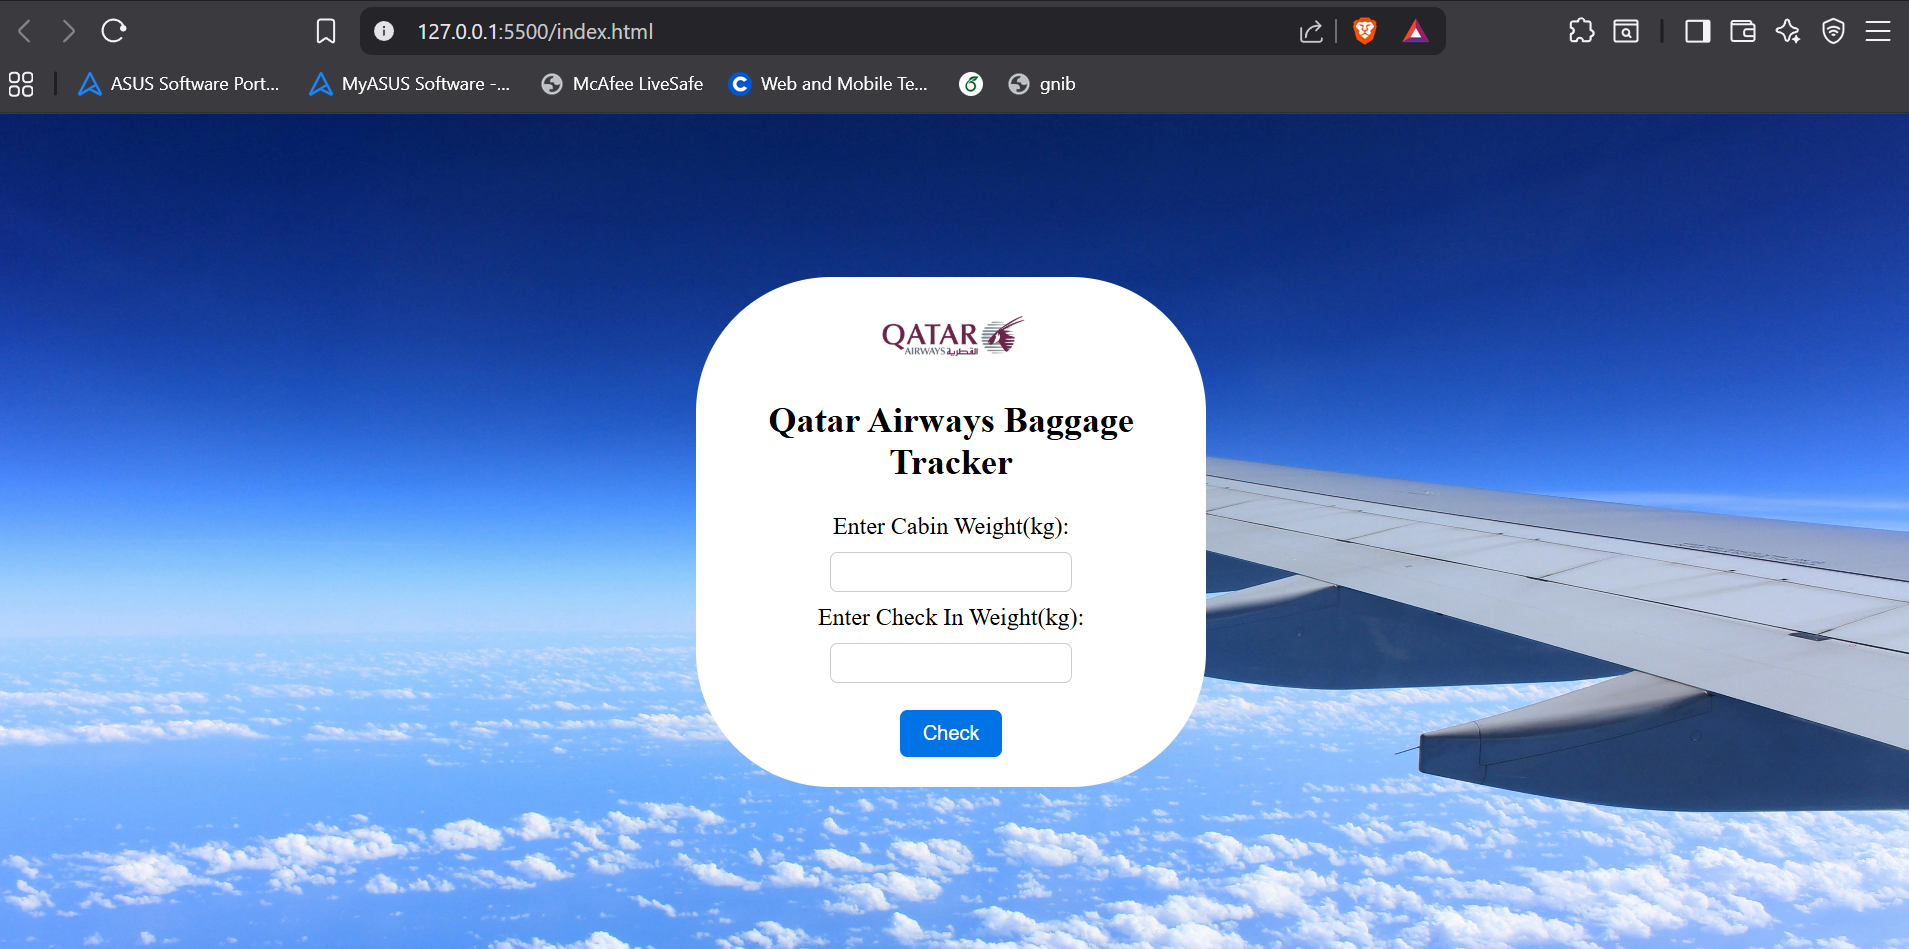 127.0.0.1:5500/index.html
ASUS Software Port...
MyASUS Software -...
McAfee LiveSafe
C
Web and Mobile Te...
gnib
QATAR
AIRWAYS القطرية
Qatar Airways Baggage
Tracker
Enter Cabin Weight(kg):
Enter Check In Weight(kg):
Check